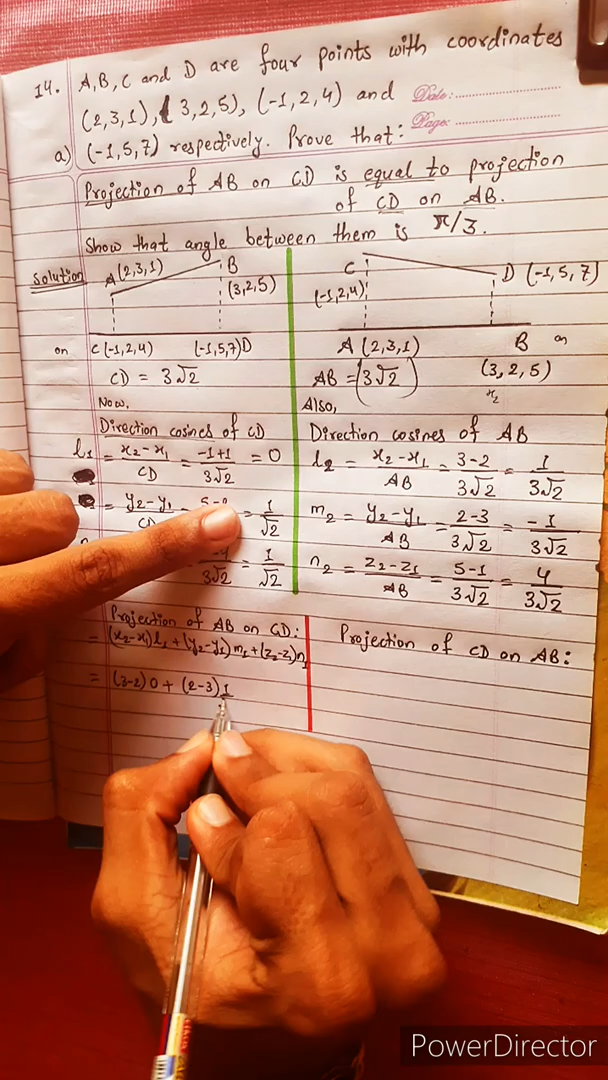 14. A, B, C and D are four points with coordinates
(2,3,1), (3,2,5), (-1,2,4) and Date:
a) (-1,5,7) respectively. Prove that: Page:
Projection of AB on CD is equal to projection
of CD on AB.
Show that angle between them is π/3.
Solution
A(2,3,1) B
(3,2,5)
on C(-1,2,4) (-1,5,7)D
CD = 3√2
Now,
Direction cosines of CD
l₁ = x₂-x₁/CD = -1+1/3√2 = 0
= y₂-y₁/ = 1/√2
3√2 = 1/√2
C D (-1,5,7)
(-1,2,4)
A (2,3,1) B on
AB = 3√2 (3,2,5)
x₂
Also,
Direction cosines of AB
l₂ = x₂-x₁/AB = 3-2/3√2 = 1/3√2
m₂ = y₂-y₁/AB = 2-3/3√2 = -1/3√2
n₂ = z₂-z₁/AB = 5-1/3√2 = 4/3√2
Projection of AB on CD:
= (x₂-x₁)l₁ + (y₂-y₁)m₁ + (z₂-z₁)n₁
= (3-2)0 + (2-3)1
Projection of CD on AB:
PowerDirector